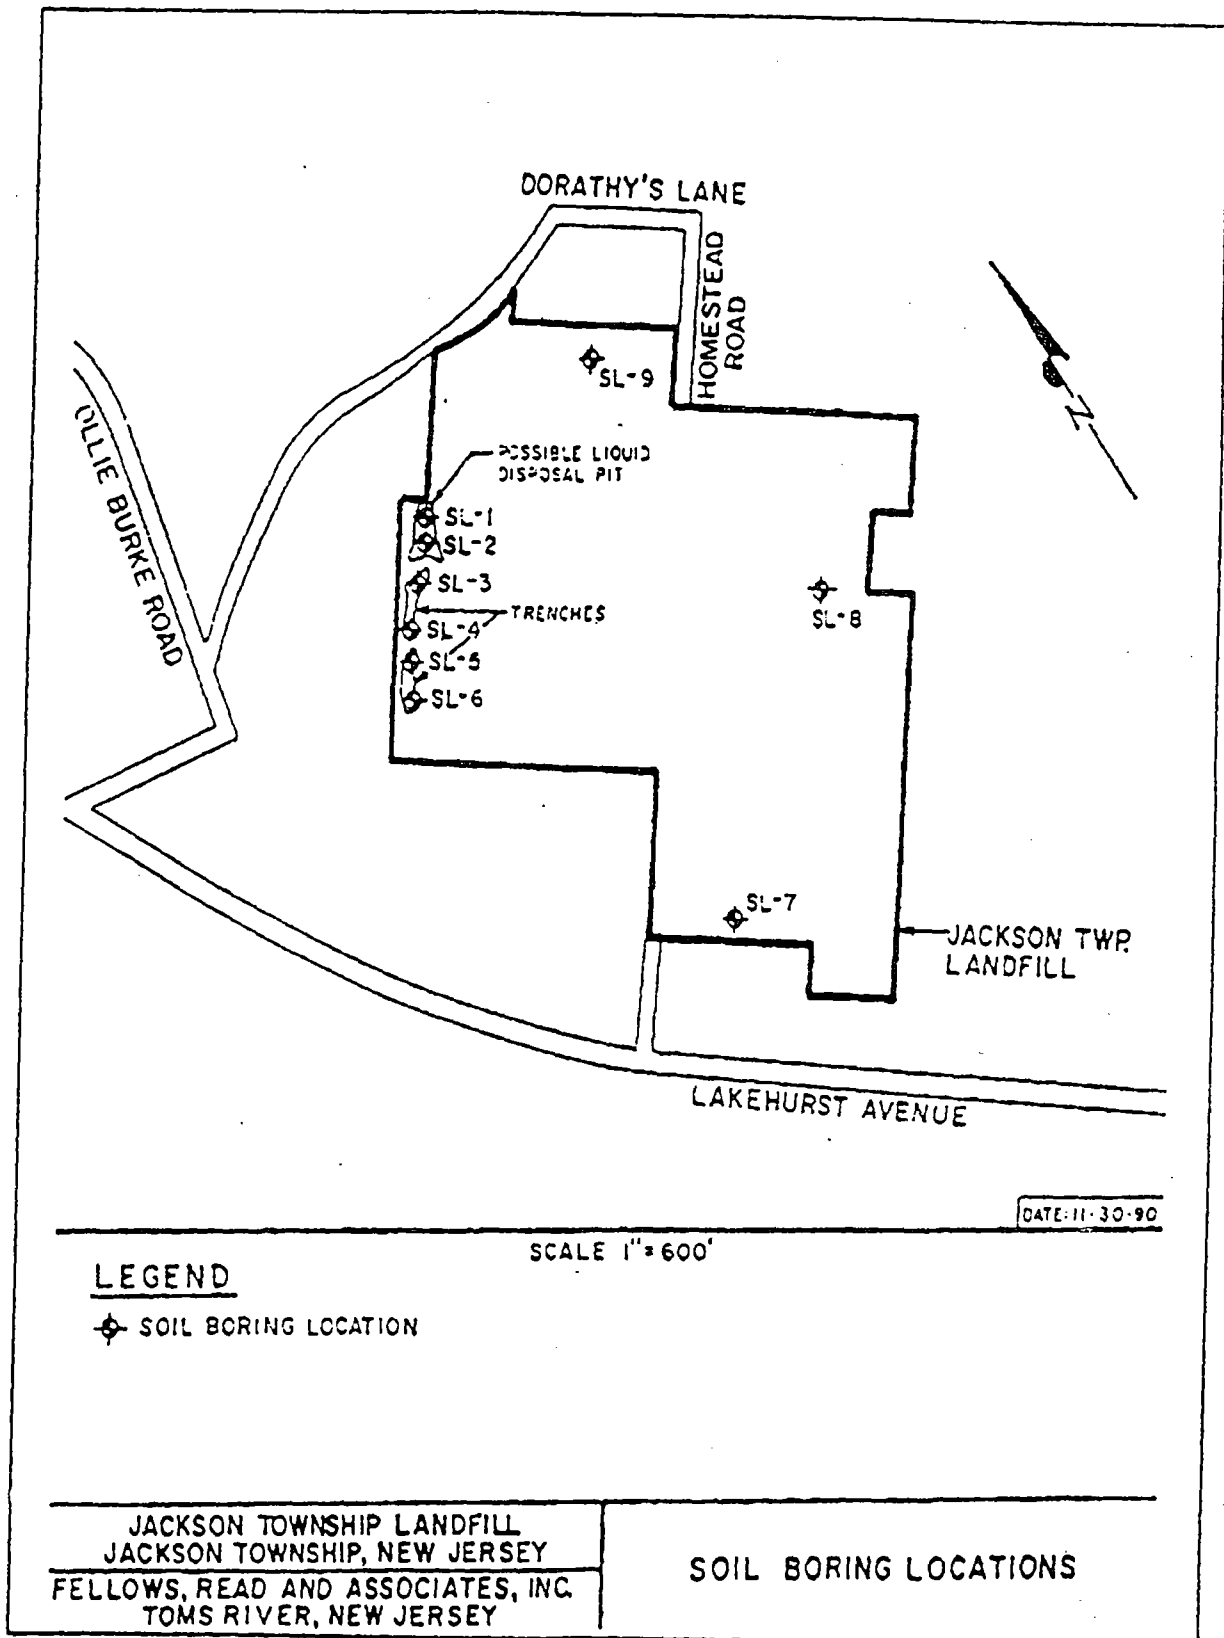 DORATHY'S LANE
HOMESTEAD
ROAD
SL-9
OLLIE BURKE ROAD
POSSIBLE LIQUID
DISPOSAL PIT
SL-1
SL-2
SL-3
TRENCHES
SL-4
SL-5
SL-6
SL-8
N
SL-7
JACKSON TWP.
LANDFILL
LAKEHURST AVENUE
DATE: 11-30-90
SCALE 1"=600'
LEGEND
SOIL BORING LOCATION
JACKSON TOWNSHIP LANDFILL
JACKSON TOWNSHIP, NEW JERSEY
FELLOWS, READ AND ASSOCIATES, INC.
TOMS RIVER, NEW JERSEY
SOIL BORING LOCATIONS